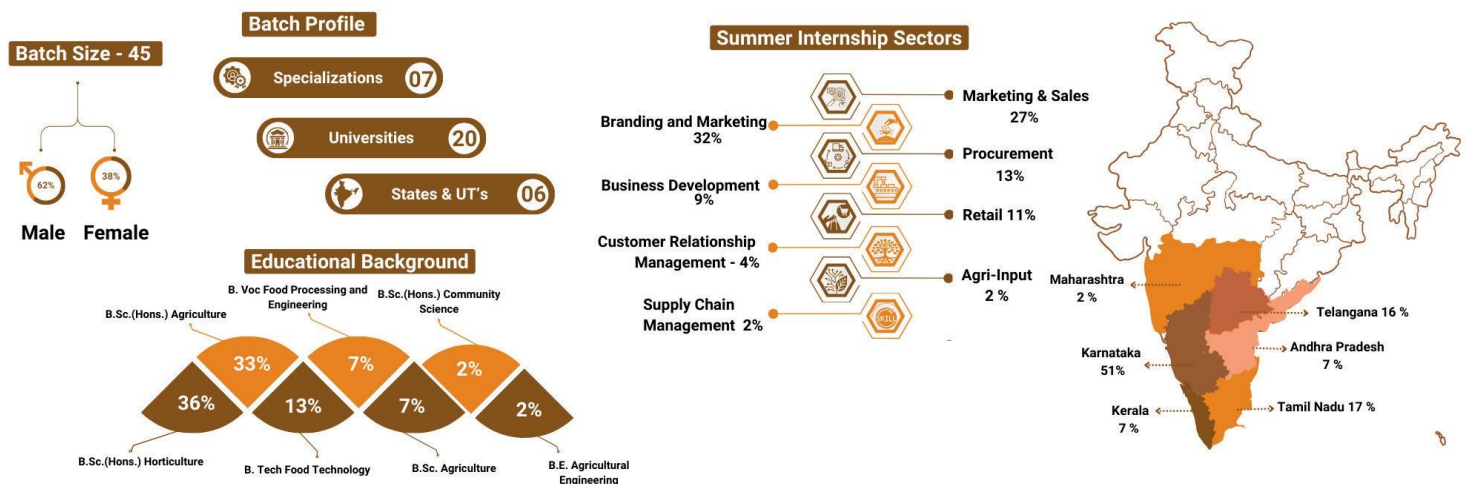 Batch Size - 45
62%
38%
Male
Female
Batch Profile
Specializations 07
Universities 20
States & UT's 06
Educational Background
B.Sc.(Hons.) Agriculture
B. Voc Food Processing and
Engineering
B.Sc.(Hons.) Community
Science
33%
7%
2%
36%
13%
7%
2%
B.Sc.(Hons.) Horticulture
B. Tech Food Technology
B.Sc. Agriculture
B.E. Agricultural
Engineering
Summer Internship Sectors
Marketing & Sales
27%
Branding and Marketing
32%
Procurement
13%
Business Development
9%
Retail 11%
Customer Relationship
Management - 4%
Agri-Input
2 %
Supply Chain
Management 2%
SKILL
Maharashtra
2 %
Telangana 16 %
Andhra Pradesh
7 %
Karnataka
51%
Kerala
7 %
Tamil Nadu 17 %